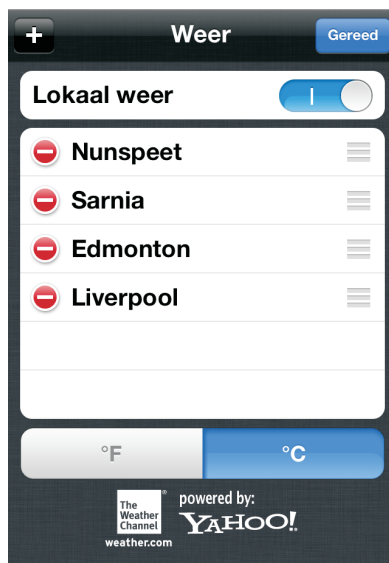 + Weer Gereed
Lokaal weer
Nunspeet
Sarnia
Edmonton
Liverpool
°F °C
The
Weather
Channel
weather.com
powered by:
YAHOO!